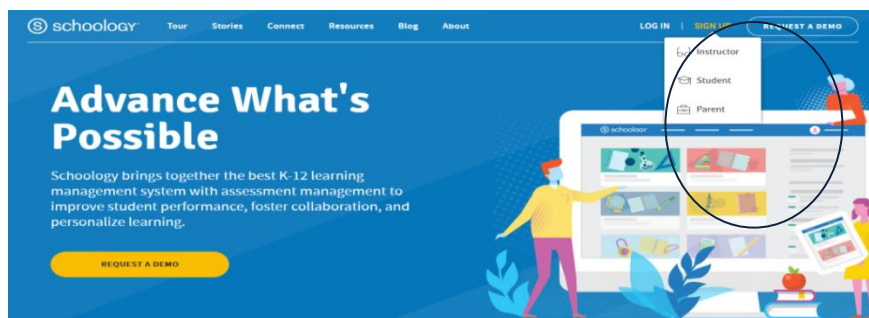 S schoology Tour Stories Connect Resources Blog About LOG IN | SIGN UP REQUEST A DEMO
Instructor
Student
Parent
Advance What's
Possible
Schoology brings together the best K-12 learning
management system with assessment management to
improve student performance, foster collaboration, and
personalize learning.
REQUEST A DEMO
S schoology